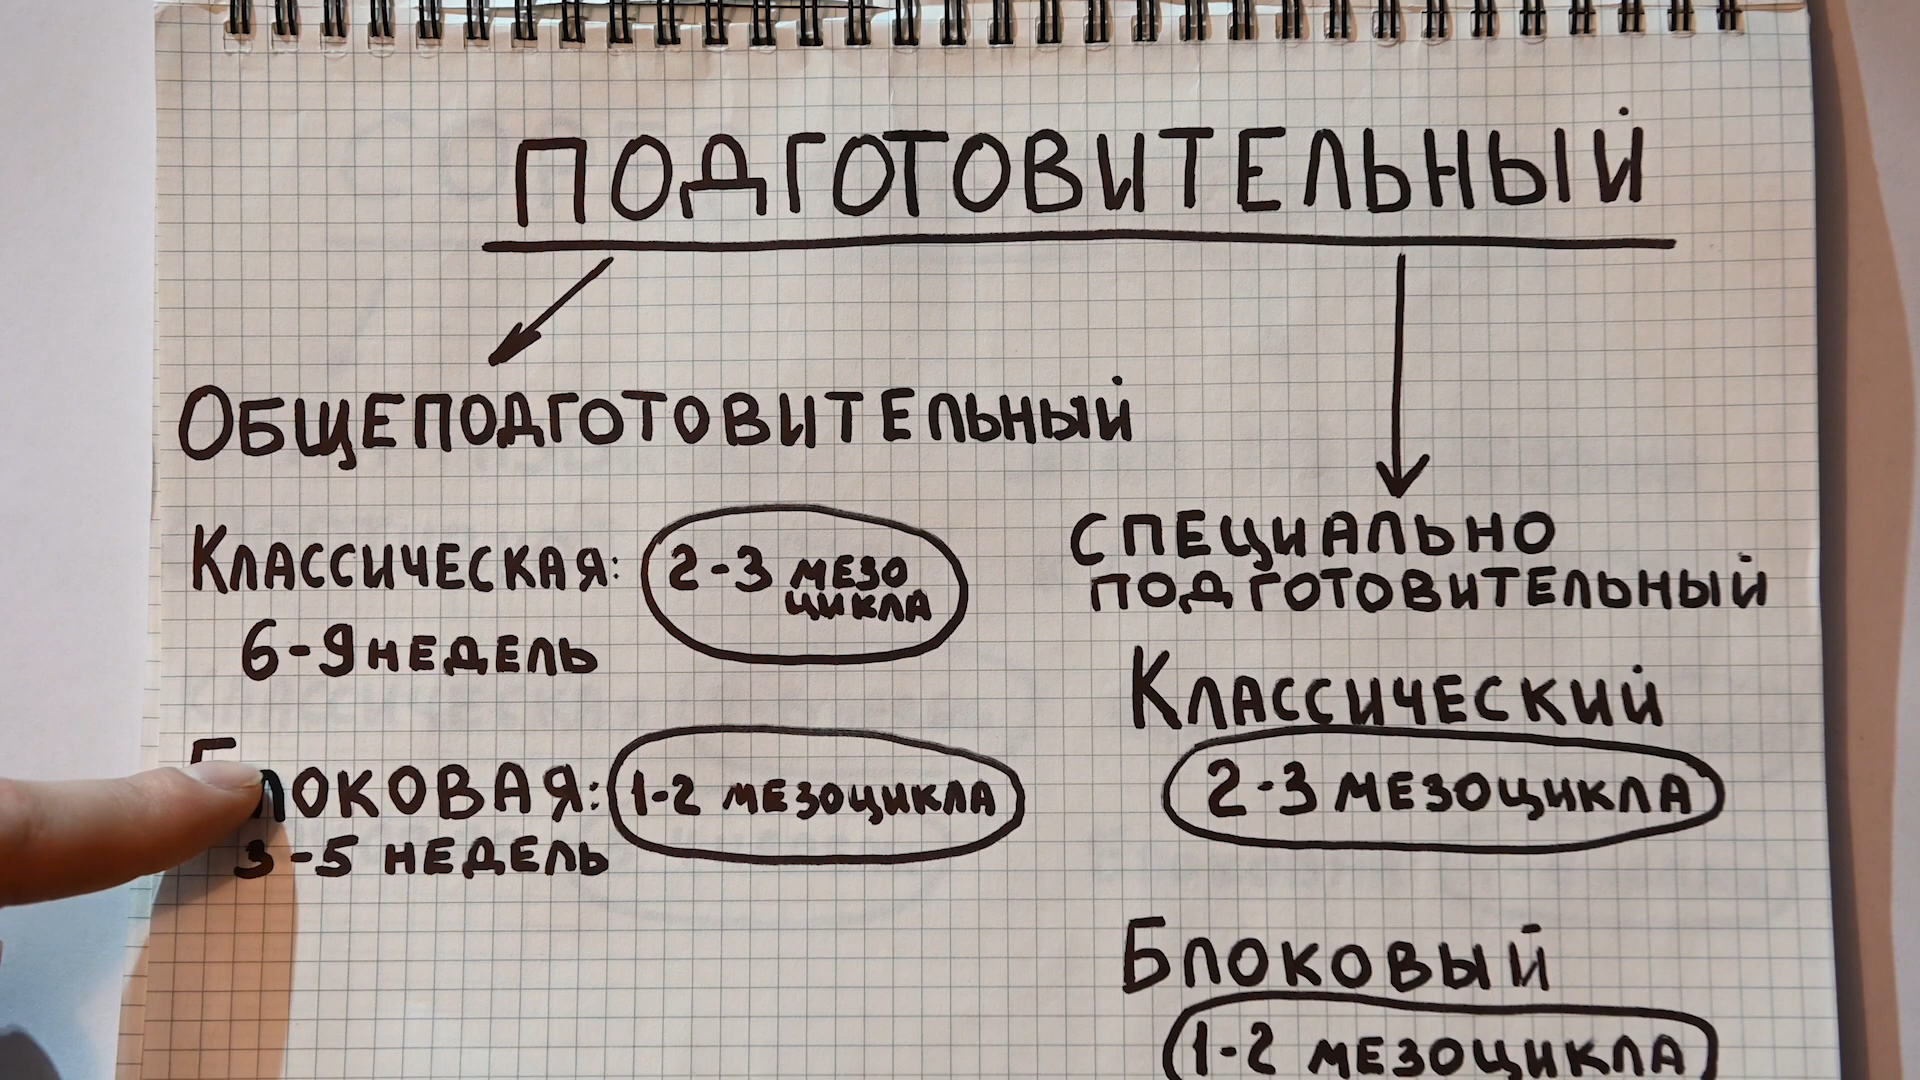 ПОДГОТОВИТЕЛЬНЫЙ
ОБЩЕПОДГОТОВИТЕЛЬНЫЙ
КЛАССИЧЕСКАЯ: 2-3 МЕЗО
ЦИКЛА
6-9 НЕДЕЛЬ
БЛОКОВАЯ: 1-2 МЕЗОЦИКЛА
3-5 НЕДЕЛЬ
СПЕЦИАЛЬНО
ПОДГОТОВИТЕЛЬНЫЙ
КЛАССИЧЕСКИЙ
2-3 МЕЗОЦИКЛА
БЛОКОВЫЙ
1-2 МЕЗОЦИКЛА